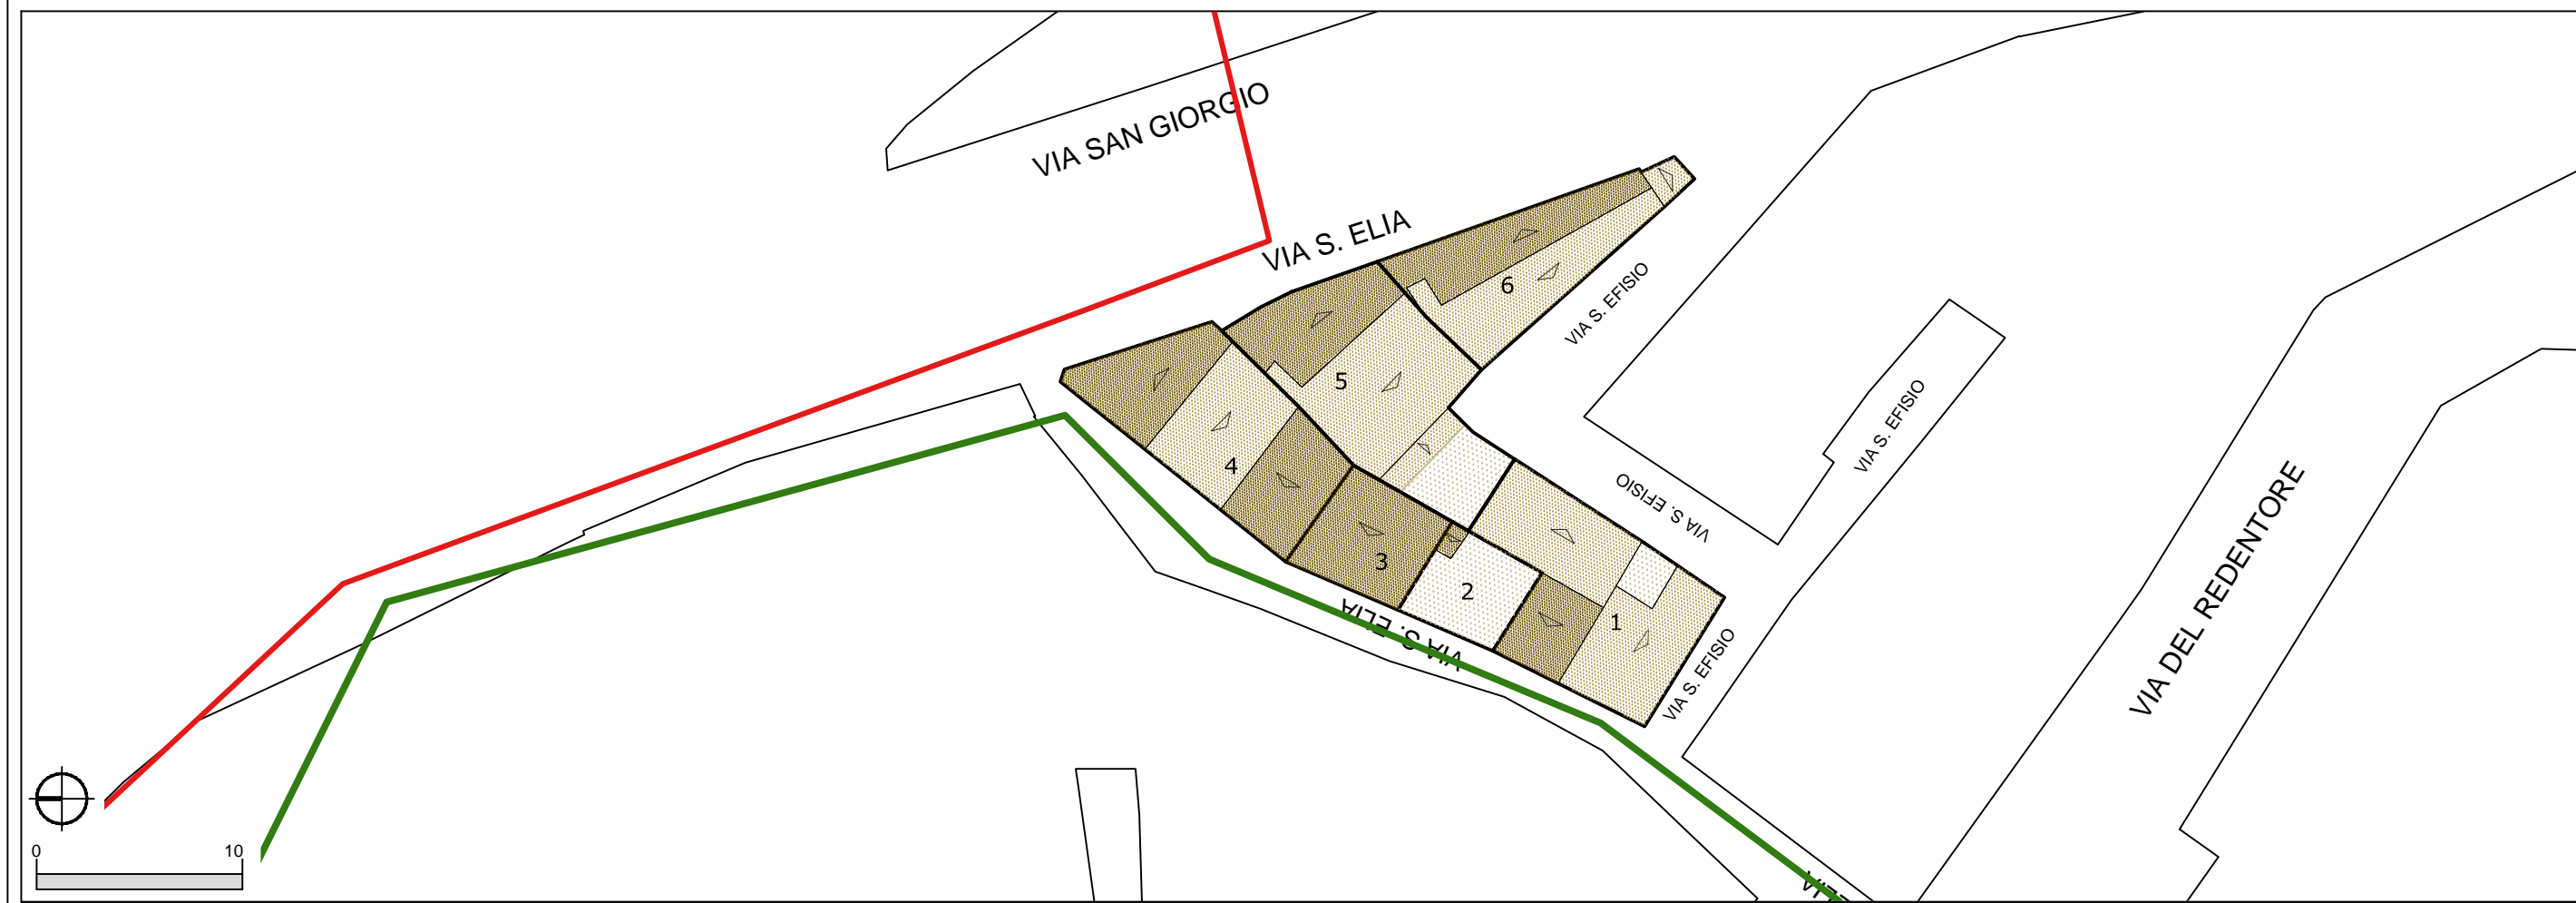 VIA SAN GIORGIO
VIA S. ELIA
6
VIA S. EFISIO
5
VIA S. EFISIO
4
VIA S. EFISIO
3
2
1
VIA S. ELIA
VIA S. EFISIO
VIA DEL REDENTORE
0 10
ELIA